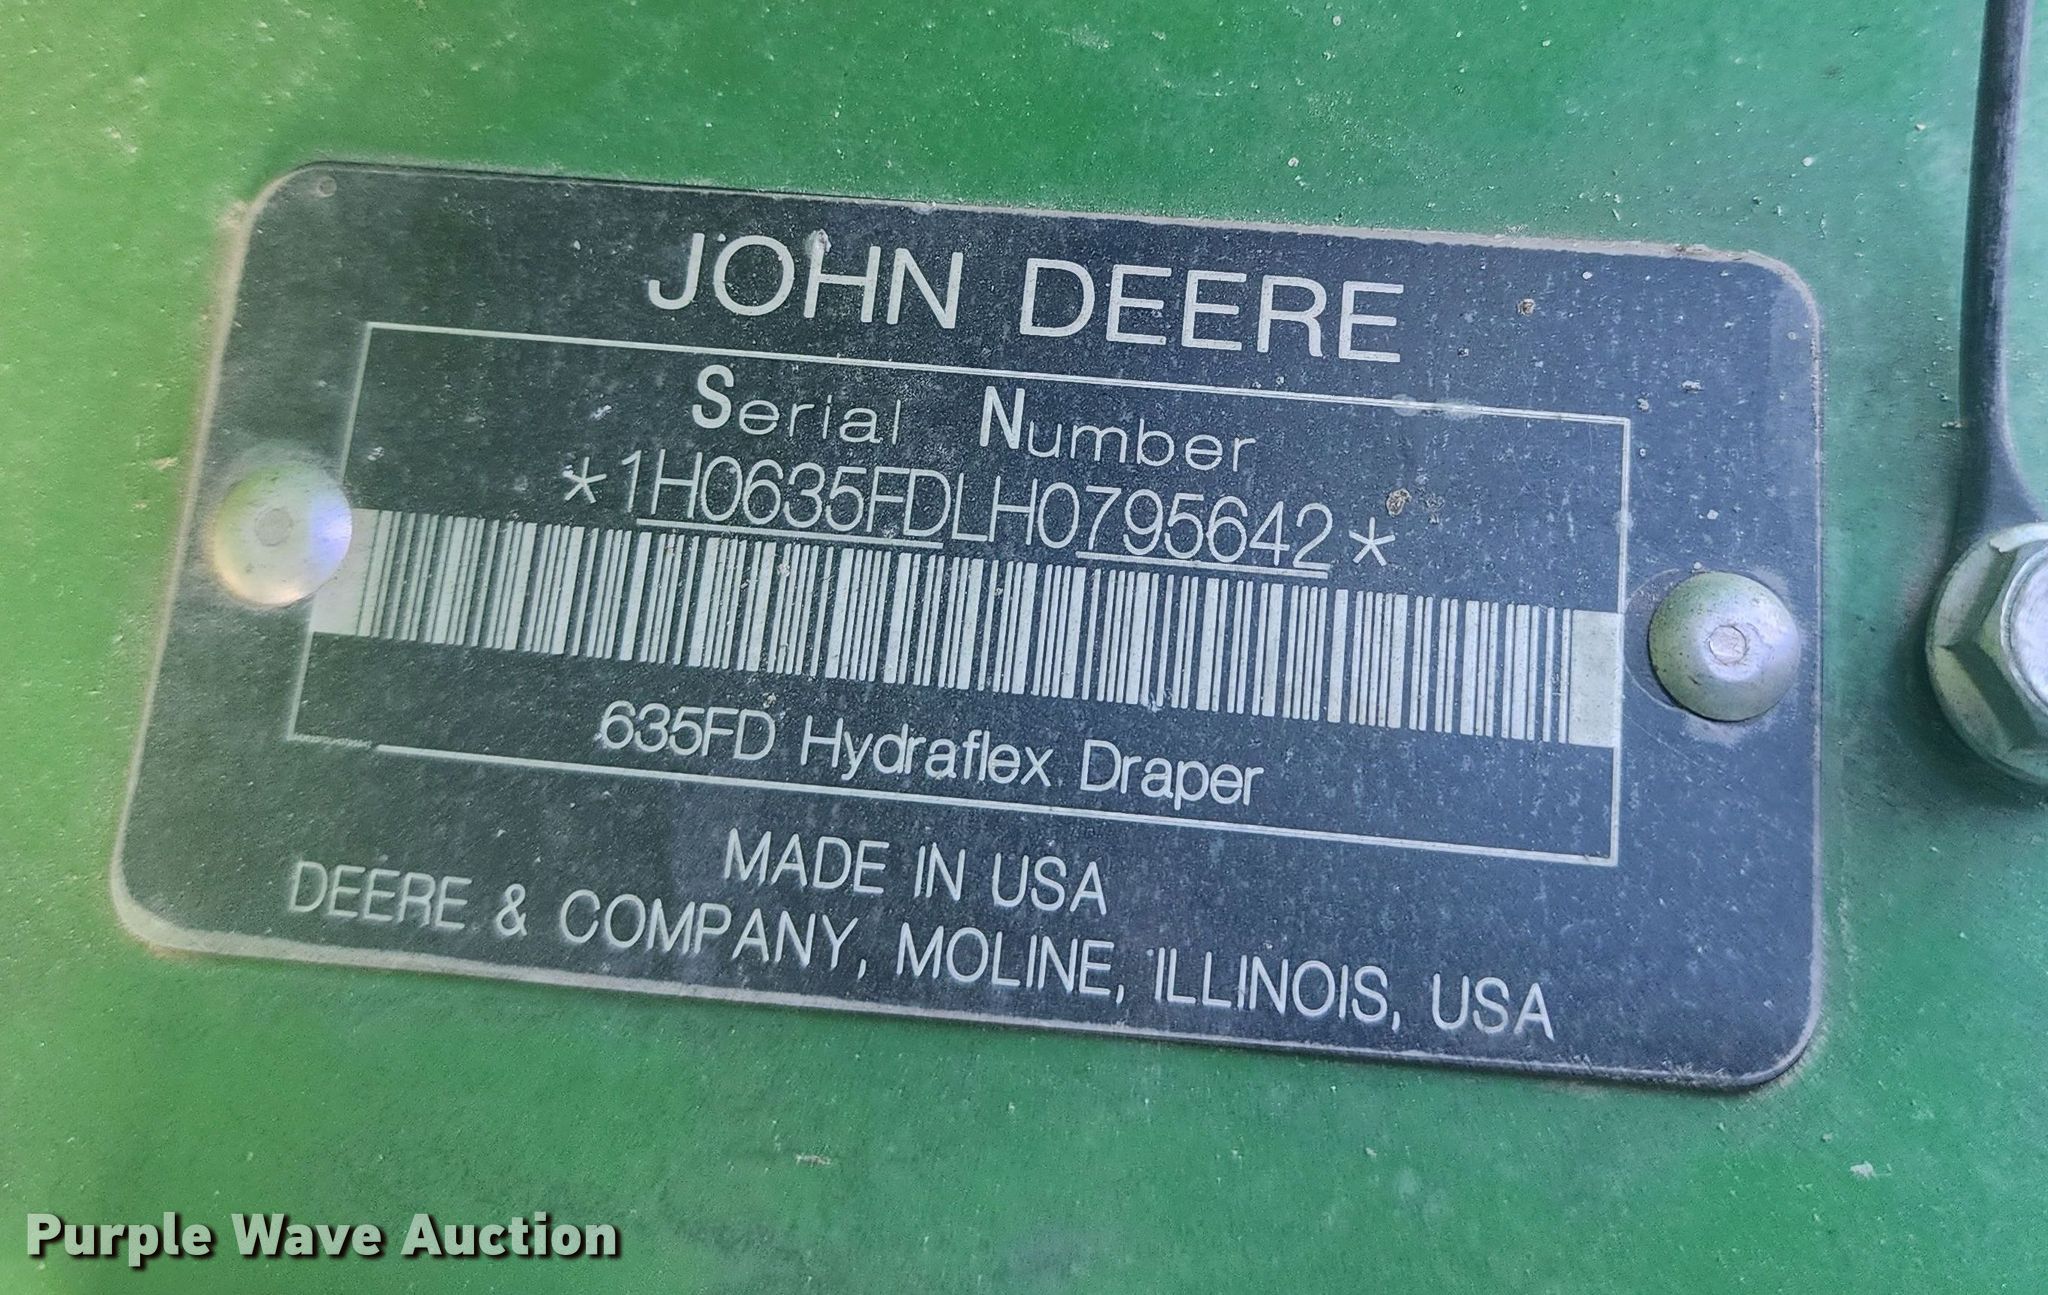 JOHN DEERE
Serial Number
*1H0635FDLH0795642*
635FD Hydraflex Draper
MADE IN USA
DEERE & COMPANY, MOLINE, ILLINOIS, USA
Purple Wave Auction